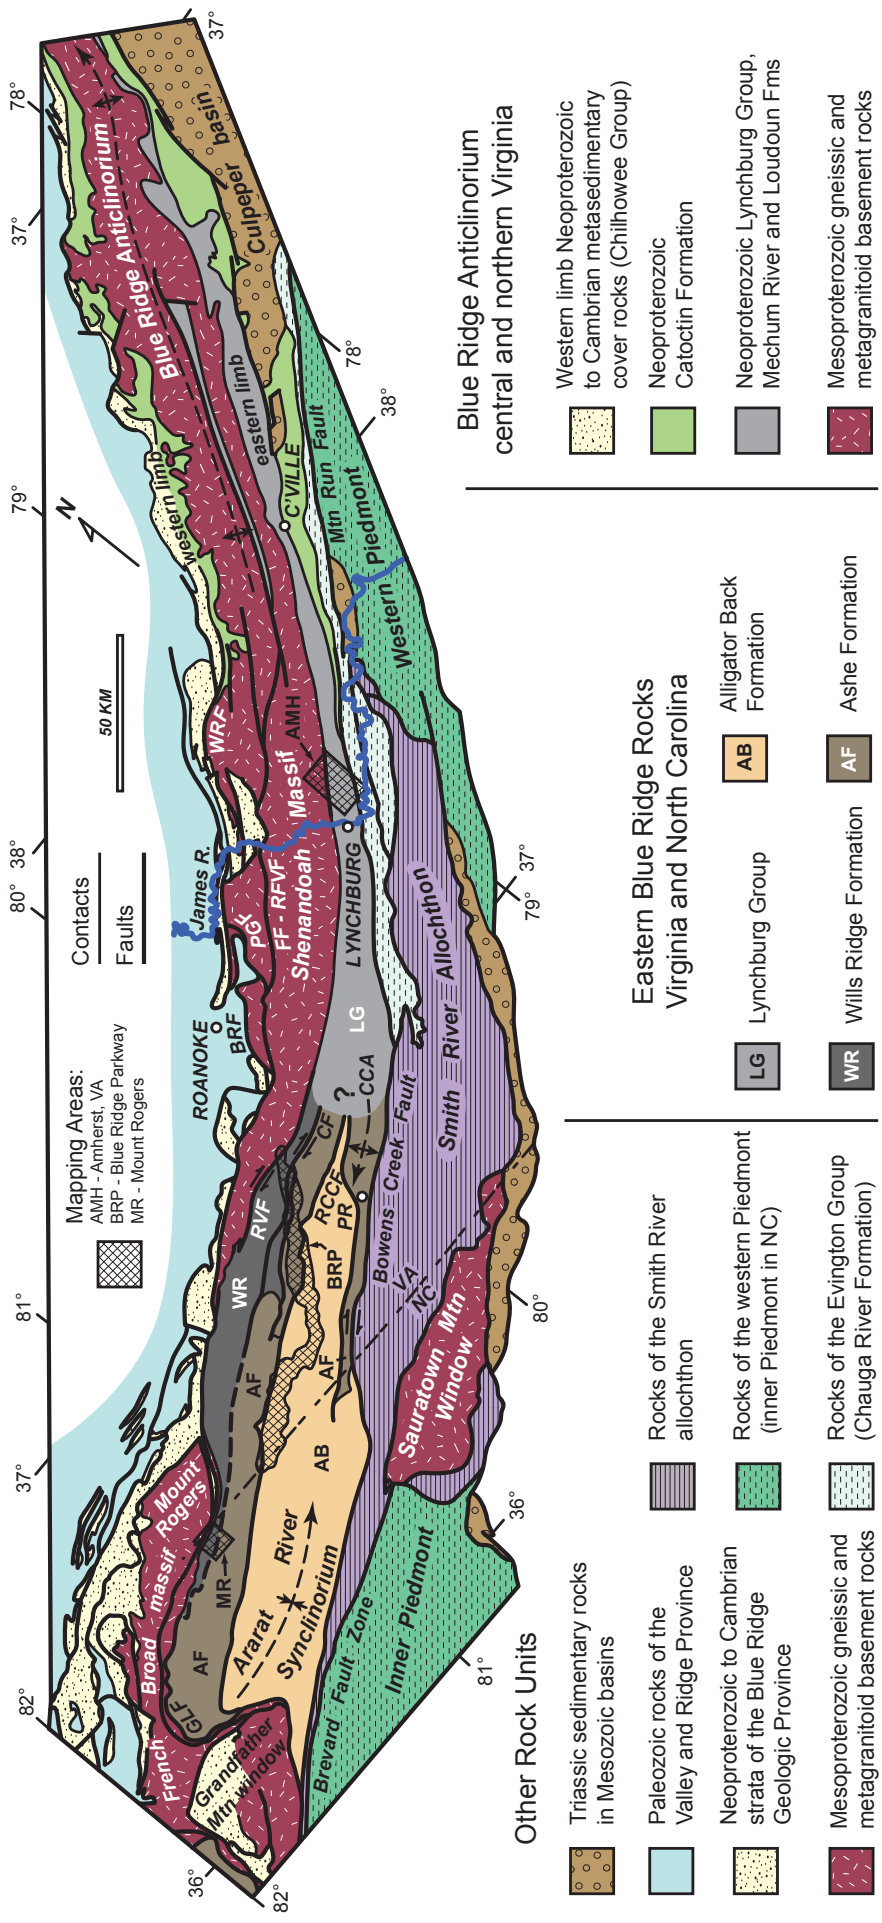 82°
37°
81°
80°
38°
79°
37°
78°
37°
Mapping Areas:
AMH - Amherst, VA
BRP - Blue Ridge Parkway
MR - Mount Rogers
Contacts
Faults
50 KM
N
James R.
ROANOKE
BRF
PGF
FF - RFVF
Shenandoah Massif
WRF
AMH
western limb
Blue Ridge Anticlinorium
eastern limb
Culpeper basin
C'VILLE
Mtn Run Fault
Western Piedmont
LYNCHBURG
LG
?
CCA
CF
RCCF
PR
RVF
WR
BRP
AF
AF
AB
Mount Rogers
MR
French Broad massif
GLF
AF
Ararat River
Synclinorium
Grandfather
Mtn window
Brevard Fault Zone
Inner Piedmont
Bowens Creek Fault
VA
NC
Sauratown Mtn
Window
Smith River Allochthon
36°
82°
81°
36°
80°
79°
37°
38°
78°
Other Rock Units
Triassic sedimentary rocks
in Mesozoic basins
Paleozoic rocks of the
Valley and Ridge Province
Neoproterozoic to Cambrian
strata of the Blue Ridge
Geologic Province
Mesoproterozoic gneissic and
metagranitoid basement rocks
Rocks of the Smith River
allochthon
Rocks of the western Piedmont
(inner Piedmont in NC)
Rocks of the Evington Group
(Chauga River Formation)
Eastern Blue Ridge Rocks
Virginia and North Carolina
LG
Lynchburg Group
WR
Wills Ridge Formation
AB
Alligator Back
Formation
AF
Ashe Formation
Blue Ridge Anticlinorium
central and northern Virginia
Western limb Neoproterozoic
to Cambrian metasedimentary
cover rocks (Chilhowee Group)
Neoproterozoic
Catoctin Formation
Neoproterozoic Lynchburg Group,
Mechum River and Loudoun Fms
Mesoproterozoic gneissic and
metagranitoid basement rocks